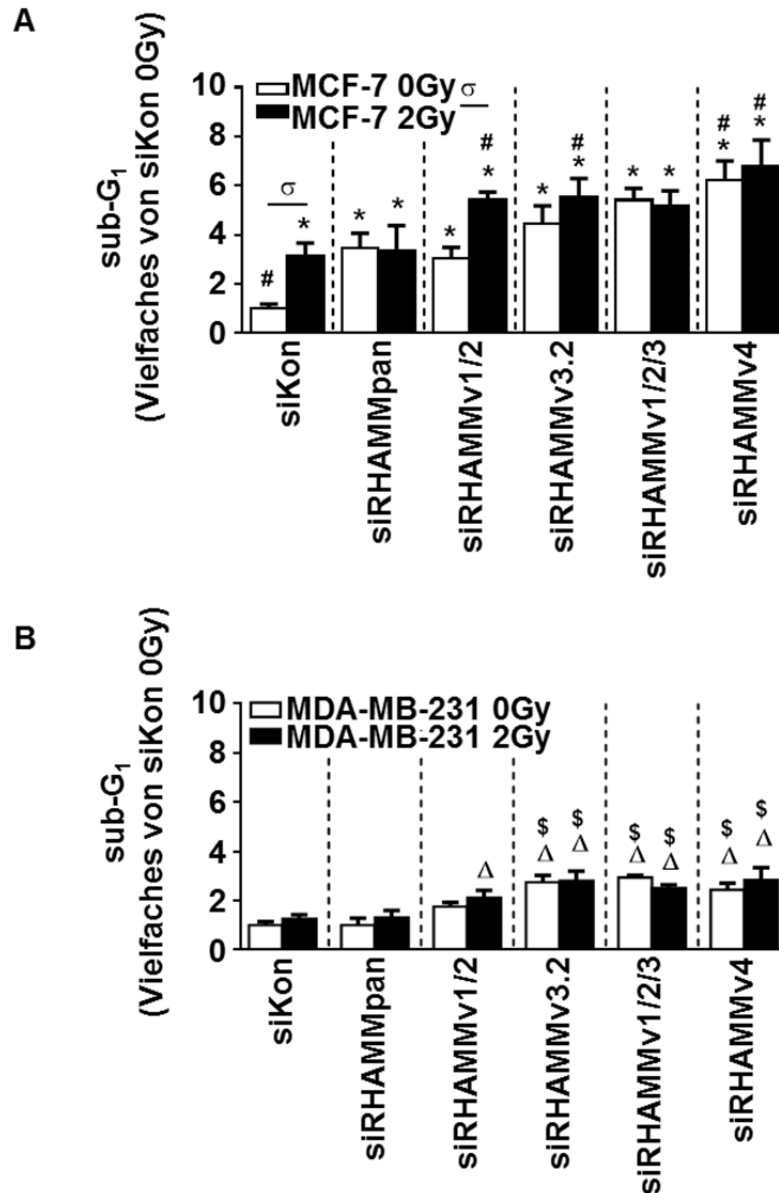 A
sub-G₁
(Vielfaches von siKon 0Gy)
10
8
6
4
2
0
MCF-7 0Gy
MCF-7 2Gy
σ
#
σ
*
*
*
*
#
*
*
#
*
*
*
#
*
#
*
siKon
siRHAMMpan
siRHAMMv1/2
siRHAMMv3.2
siRHAMMv1/2/3
siRHAMMv4
B
sub-G₁
(Vielfaches von siKon 0Gy)
10
8
6
4
2
0
MDA-MB-231 0Gy
MDA-MB-231 2Gy
Δ
$
Δ
$
Δ
$
Δ
$
Δ
$
Δ
$
Δ
siKon
siRHAMMpan
siRHAMMv1/2
siRHAMMv3.2
siRHAMMv1/2/3
siRHAMMv4